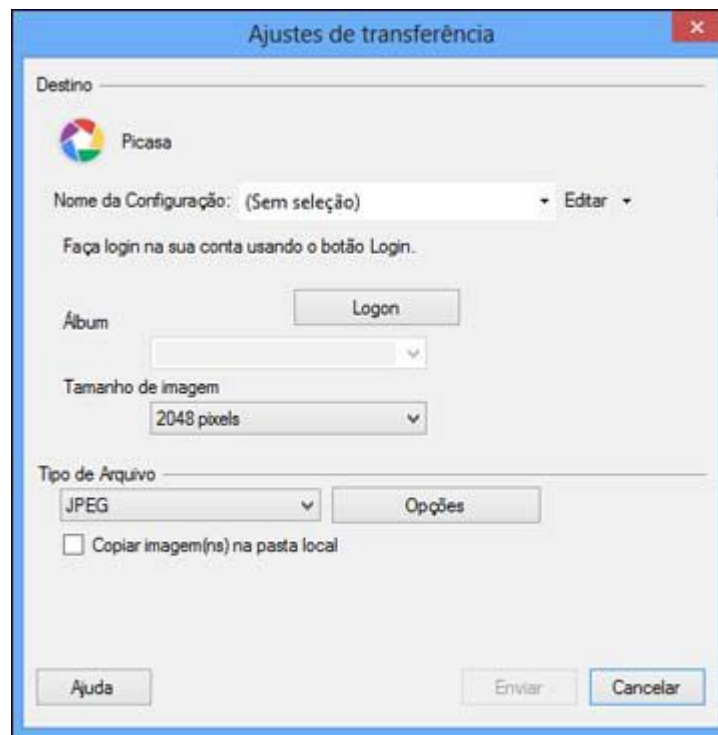 Ajustes de transferência
Destino
Picasa
Nome da Configuração: (Sem seleção) Editar
Faça login na sua conta usando o botão Login.
Logon
Álbum
Tamanho de imagem
2048 pixels
Tipo de Arquivo
JPEG Opções
Copiar imagem(ns) na pasta local
Ajuda Enviar Cancelar